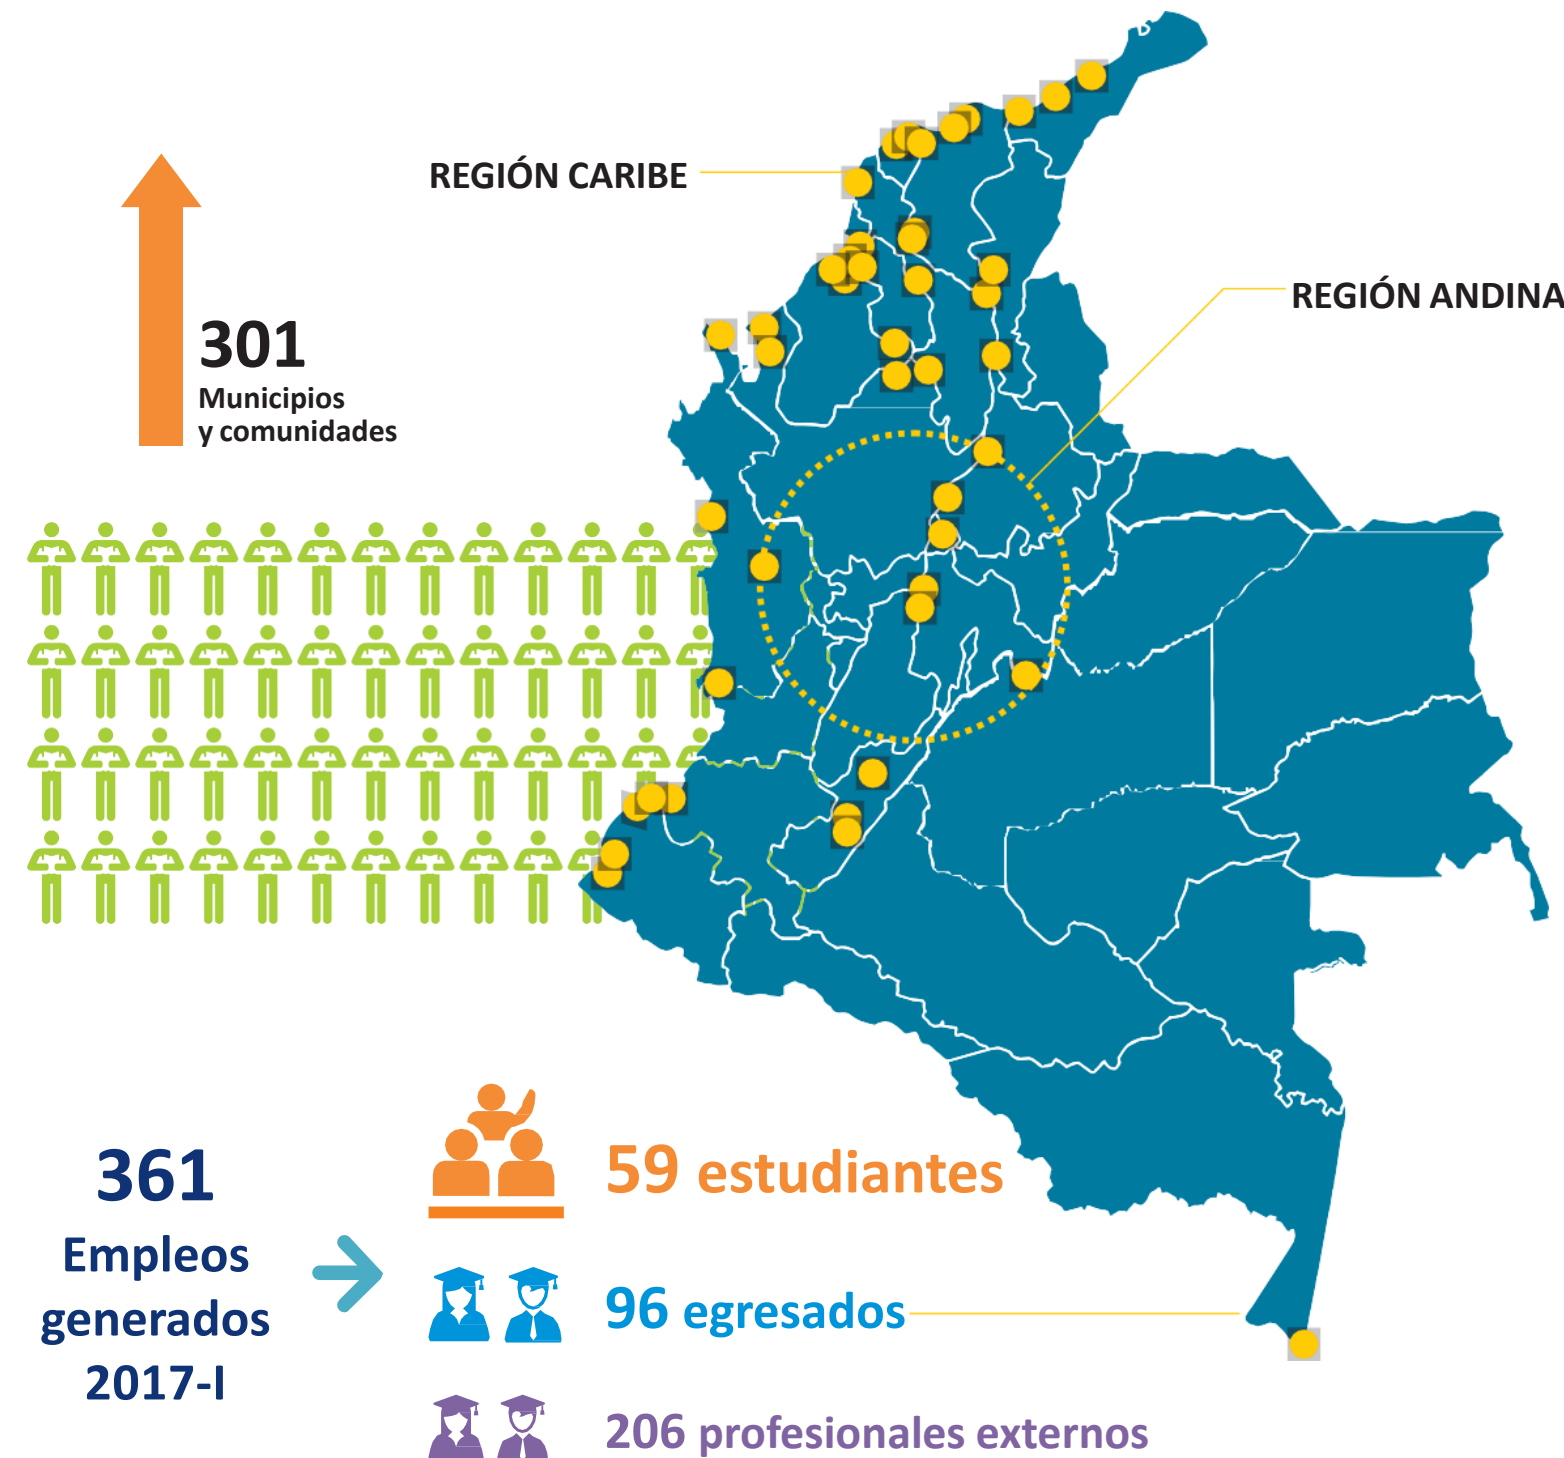 REGIÓN CARIBE
REGIÓN ANDINA
301
Municipios
y comunidades
361
Empleos
generados
2017-I
59 estudiantes
96 egresados
206 profesionales externos